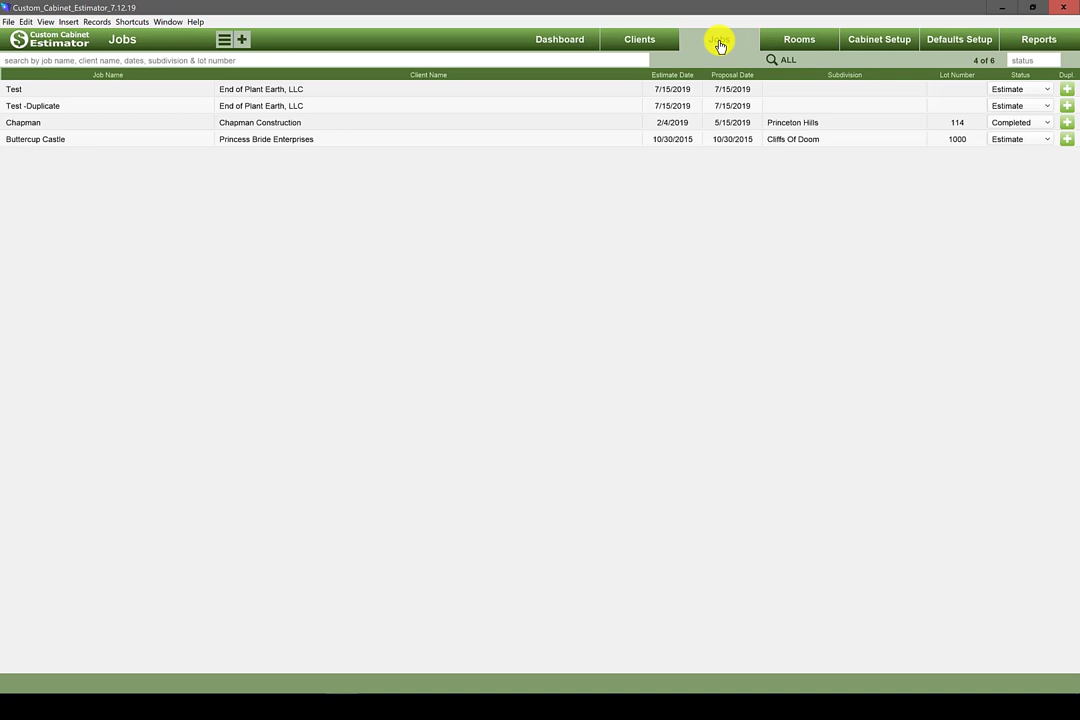 Custom_Cabinet_Estimator_7.12.19
File Edit View Insert Records Shortcuts Window Help
Custom Cabinet
Estimator
Jobs
Dashboard Clients Jobs Rooms Cabinet Setup Defaults Setup Reports
search by job name, client name, dates, subdivision & lot number ALL 4 of 6 status
Job Name Client Name Estimate Date Proposal Date Subdivision Lot Number Status Dupl.
Test End of Plant Earth, LLC 7/15/2019 7/15/2019 Estimate
Test -Duplicate End of Plant Earth, LLC 7/15/2019 7/15/2019 Estimate
Chapman Chapman Construction 2/4/2019 5/15/2019 Princeton Hills 114 Completed
Buttercup Castle Princess Bride Enterprises 10/30/2015 10/30/2015 Cliffs Of Doom 1000 Estimate